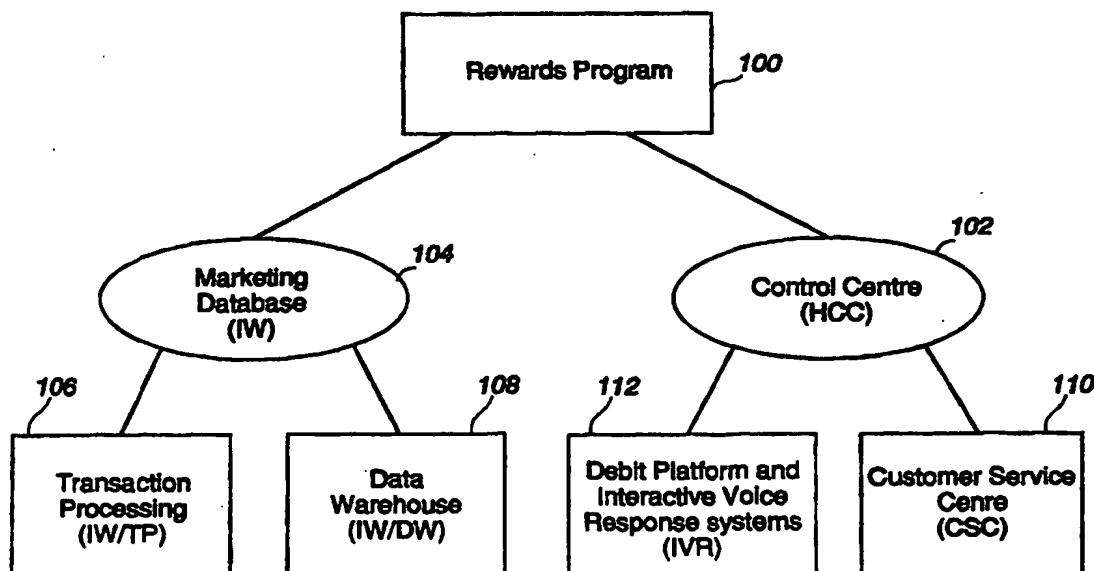 Rewards Program
100
Marketing
Database
(IW)
104
Control Centre
(HCC)
102
106
Transaction
Processing
(IW/TP)
108
Data
Warehouse
(IW/DW)
112
Debit Platform and
Interactive Voice
Response systems
(IVR)
110
Customer Service
Cenre
(CSC)